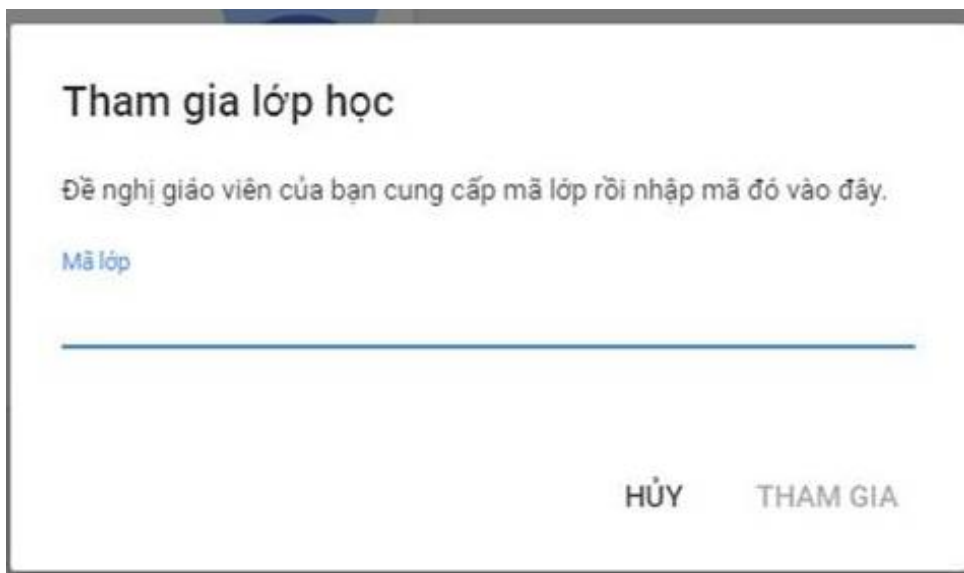 Tham gia lớp học
Đề nghị giáo viên của bạn cung cấp mã lớp rồi nhập mã đó vào đây.
Mã lớp
HỦY THAM GIA